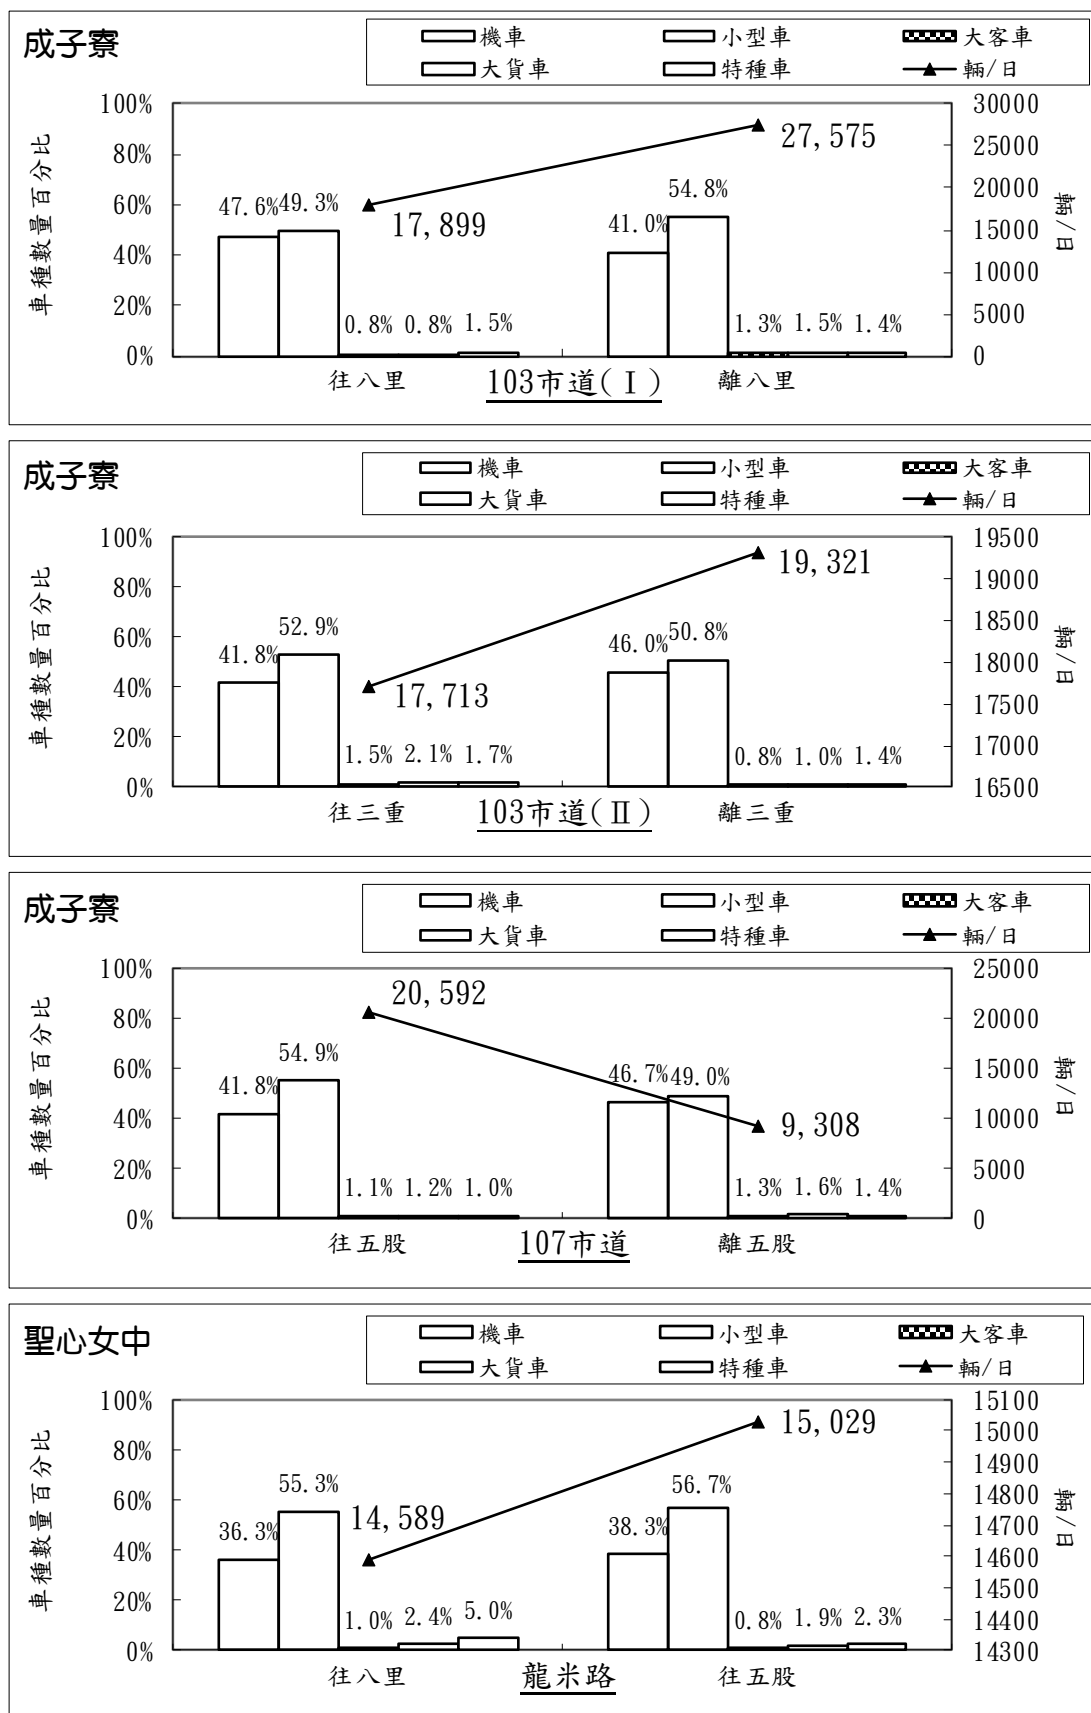 成子寮
機車 小型車 大客車
大貨車 特種車 輛/日
車種數量百分比
100%
80%
60%
40%
20%
0%
47.6% 49.3% 0.8% 0.8% 1.5%
41.0% 54.8% 1.3% 1.5% 1.4%
17,899
27,575
30000
25000
20000
15000
10000
5000
0
輛/日
往八里 離八里
103市道(Ⅰ)
成子寮
機車 小型車 大客車
大貨車 特種車 輛/日
車種數量百分比
100%
80%
60%
40%
20%
0%
41.8% 52.9% 1.5% 2.1% 1.7%
46.0% 50.8% 0.8% 1.0% 1.4%
17,713
19,321
19500
19000
18500
18000
17500
17000
16500
輛/日
往三重 離三重
103市道(Ⅱ)
成子寮
機車 小型車 大客車
大貨車 特種車 輛/日
車種數量百分比
100%
80%
60%
40%
20%
0%
41.8% 54.9% 1.1% 1.2% 1.0%
46.7% 49.0% 1.3% 1.6% 1.4%
20,592
9,308
25000
20000
15000
10000
5000
0
輛/日
往五股 離五股
107市道
聖心女中
機車 小型車 大客車
大貨車 特種車 輛/日
車種數量百分比
100%
80%
60%
40%
20%
0%
36.3% 55.3% 1.0% 2.4% 5.0%
38.3% 56.7% 0.8% 1.9% 2.3%
14,589
15,029
15100
15000
14900
14800
14700
14600
14500
14400
14300
輛/日
往八里 往五股
龍米路